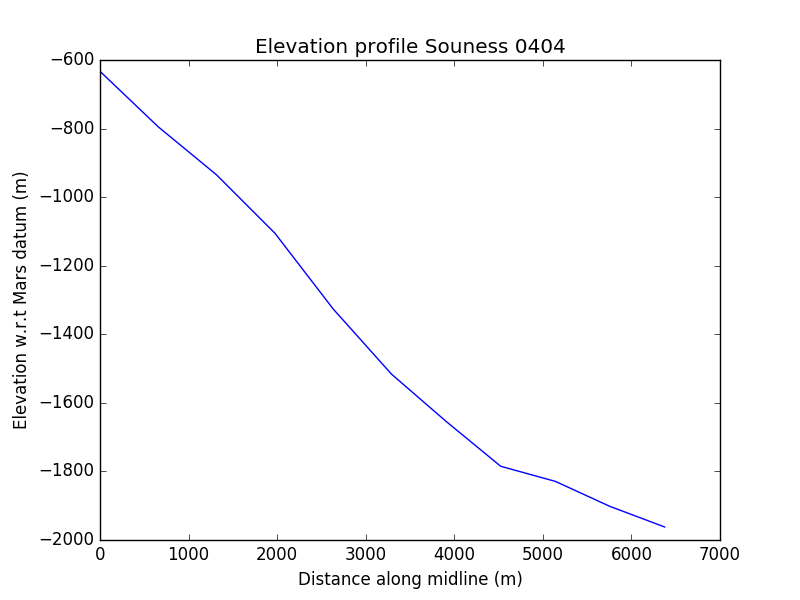 Elevation profile Souness 0404
−600
−800
−1000
−1200
−1400
−1600
−1800
−2000
Elevation w.r.t Mars datum (m)
0 1000 2000 3000 4000 5000 6000 7000
Distance along midline (m)